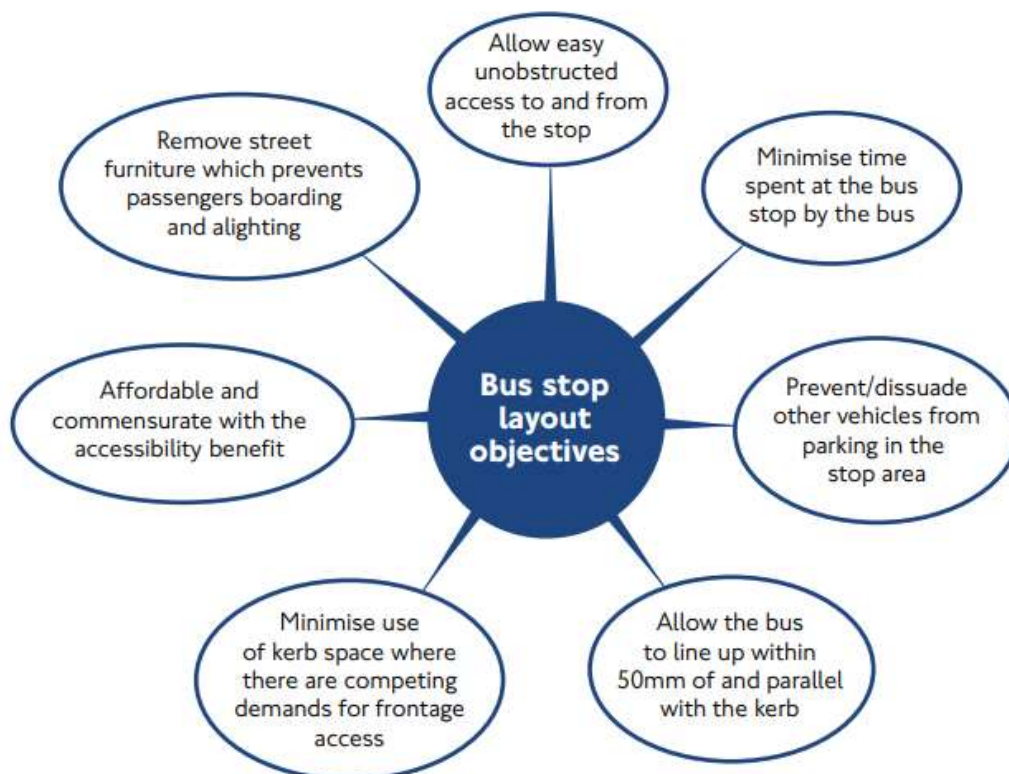 Allow easy
unobstructed
access to and from
the stop
Remove street
furniture which prevents
passengers boarding
and alighting
Minimise time
spent at the bus
stop by the bus
Affordable and
commensurate with the
accessibility benefit
Bus stop
layout
objectives
Prevent/dissuade
other vehicles from
parking in the
stop area
Minimise use
of kerb space where
there are competing
demands for frontage
access
Allow the bus
to line up within
50mm of and parallel
with the kerb